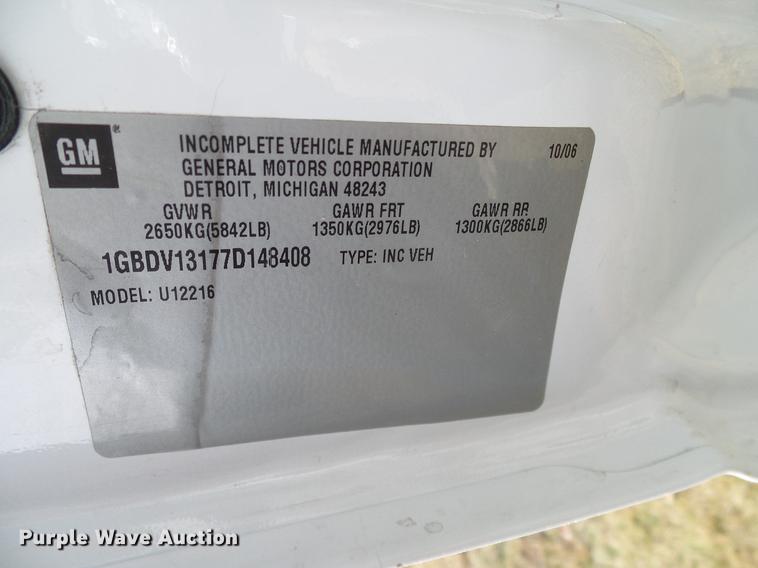 GM ® INCOMPLETE VEHICLE MANUFACTURED BY 10/06
GENERAL MOTORS CORPORATION
DETROIT, MICHIGAN 48243
GVWR GAWR FRT GAWR RR
2650KG(5842LB) 1350KG(2976LB) 1300KG(2866LB)
1GBDV13177D148408 TYPE: INC VEH
MODEL: U12216
Purple Wave Auction